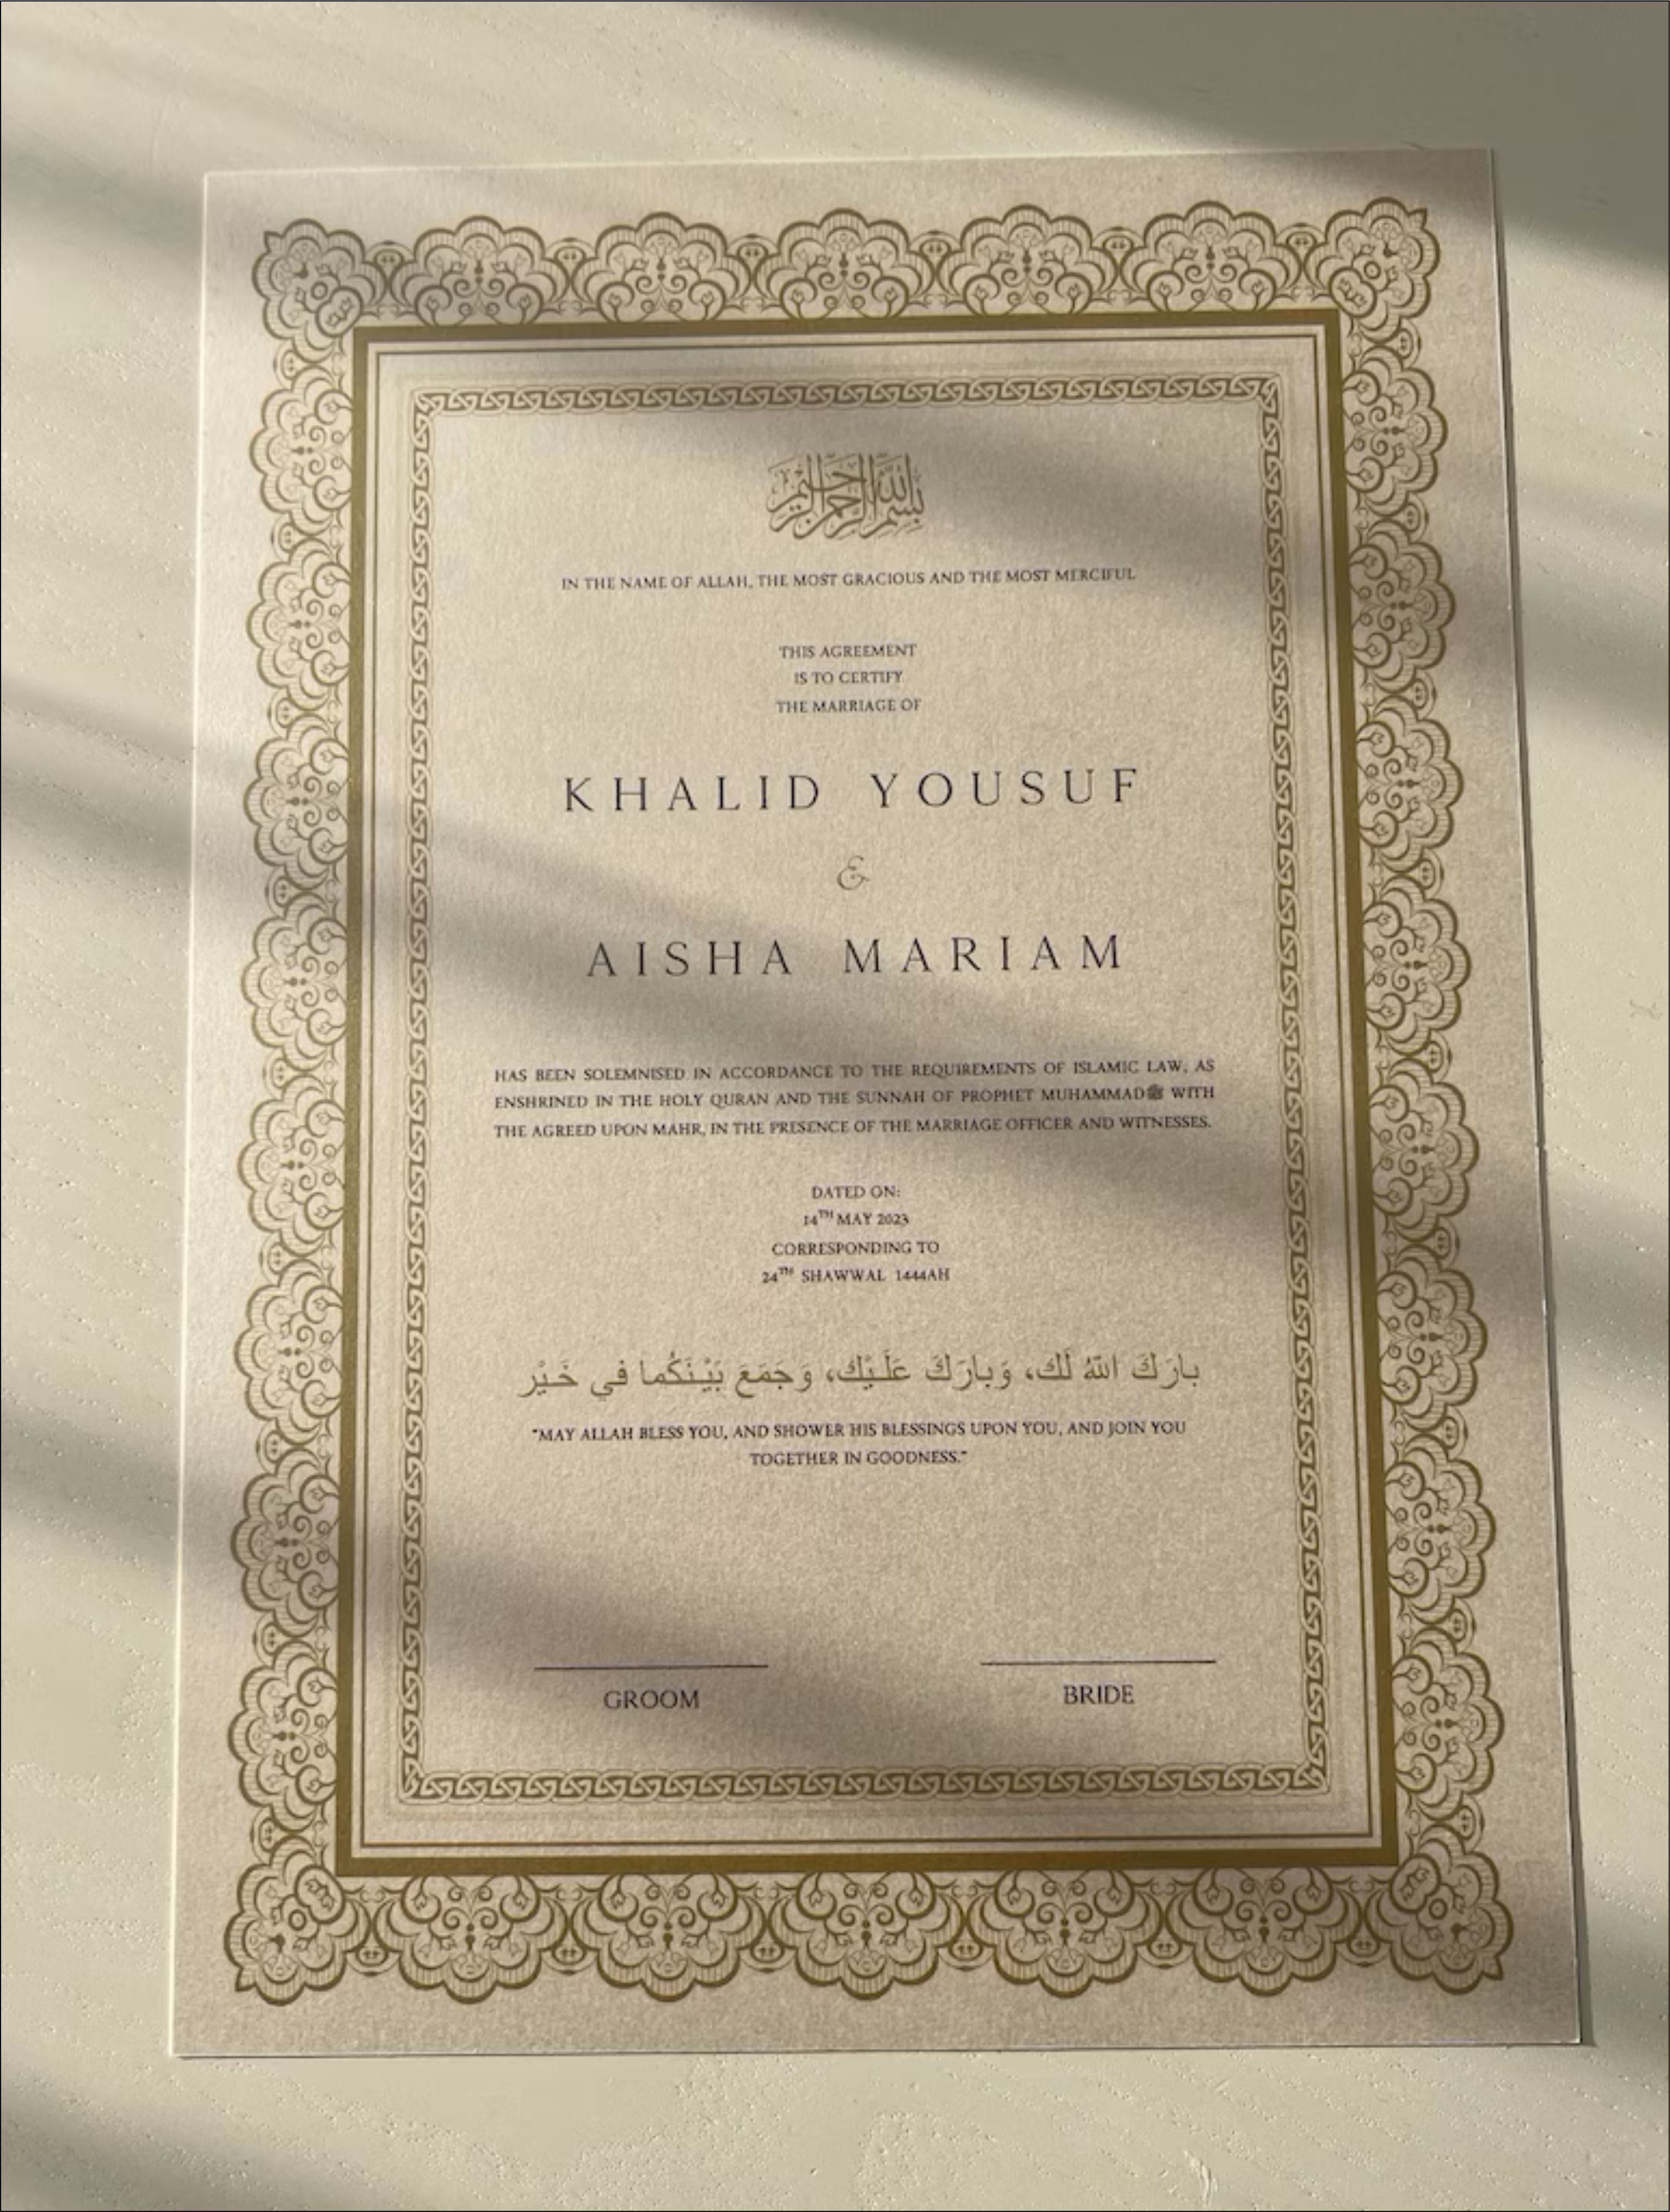 بسم الله الرحمن الرحيم
IN THE NAME OF ALLAH, THE MOST GRACIOUS AND THE MOST MERCIFUL
THIS AGREEMENT
IS TO CERTIFY
THE MARRIAGE OF
KHALID YOUSUF
&
AISHA MARIAM
HAS BEEN SOLEMNISED IN ACCORDANCE TO THE REQUIREMENTS OF ISLAMIC LAW, AS
ENSHRINED IN THE HOLY QURAN AND THE SUNNAH OF PROPHET MUHAMMADﷺ WITH
THE AGREED UPON MAHR, IN THE PRESENCE OF THE MARRIAGE OFFICER AND WITNESSES.
DATED ON:
14TH MAY 2023
CORRESPONDING TO
24TH SHAWWAL 1444AH
بارَكَ اللهُ لَك، وَبارَكَ عَلَـيْك، وَجَمَعَ بَيْـنَكُما في خَـيْر
"MAY ALLAH BLESS YOU, AND SHOWER HIS BLESSINGS UPON YOU, AND JOIN YOU
TOGETHER IN GOODNESS."
GROOM BRIDE